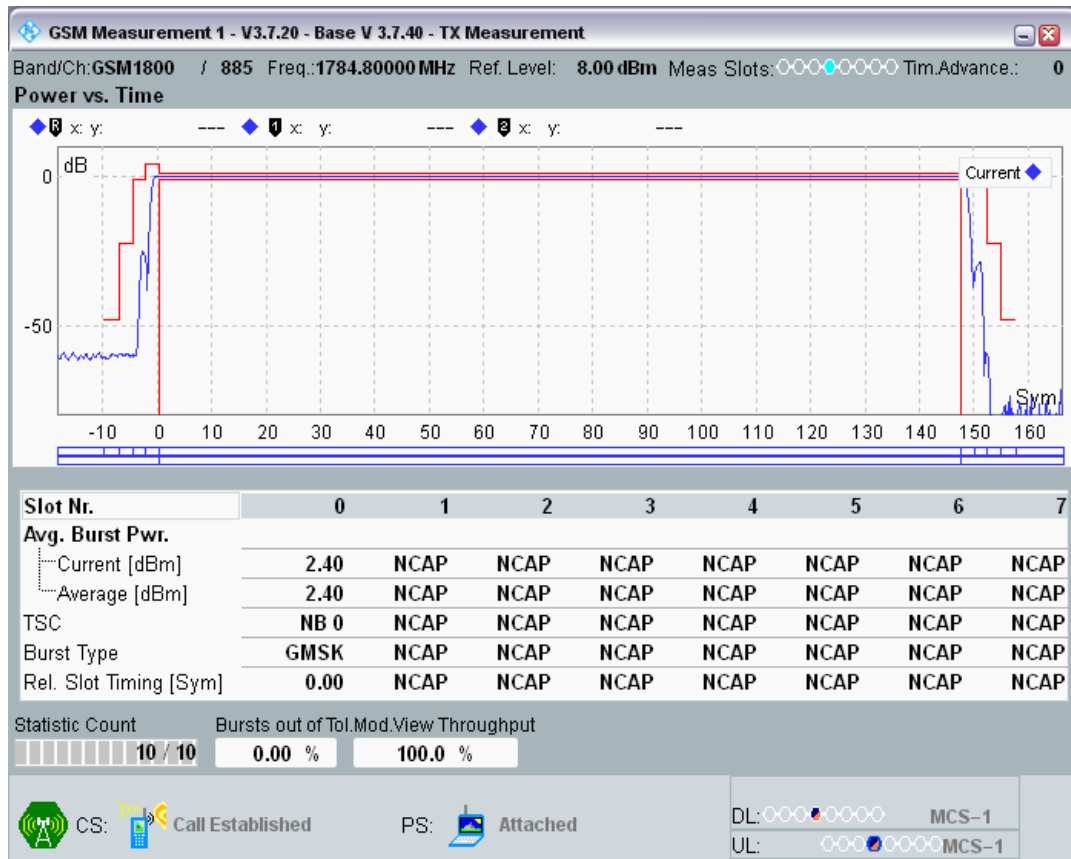 GSM Measurement 1 - V3.7.20 - Base V 3.7.40 - TX Measurement
Band/Ch:GSM1800 / 885 Freq.:1784.80000 MHz Ref. Level: 8.00 dBm Meas Slots: Tim.Advance.: 0
Power vs. Time
R x: y: --- 1 x: y: --- 2 x: y: ---
dB
Current
0
-50
Sym
-10 0 10 20 30 40 50 60 70 80 90 100 110 120 130 140 150 160
Slot Nr. 0 1 2 3 4 5 6 7
Avg. Burst Pwr.
Current [dBm] 2.40 NCAP NCAP NCAP NCAP NCAP NCAP NCAP
Average [dBm] 2.40 NCAP NCAP NCAP NCAP NCAP NCAP NCAP
TSC NB 0 NCAP NCAP NCAP NCAP NCAP NCAP NCAP
Burst Type GMSK NCAP NCAP NCAP NCAP NCAP NCAP NCAP
Rel. Slot Timing [Sym] 0.00 NCAP NCAP NCAP NCAP NCAP NCAP NCAP
Statistic Count Bursts out of Tol.Mod.View Throughput
10 / 10 0.00 % 100.0 %
CS: Call Established PS: Attached
DL: MCS-1
UL: MCS-1